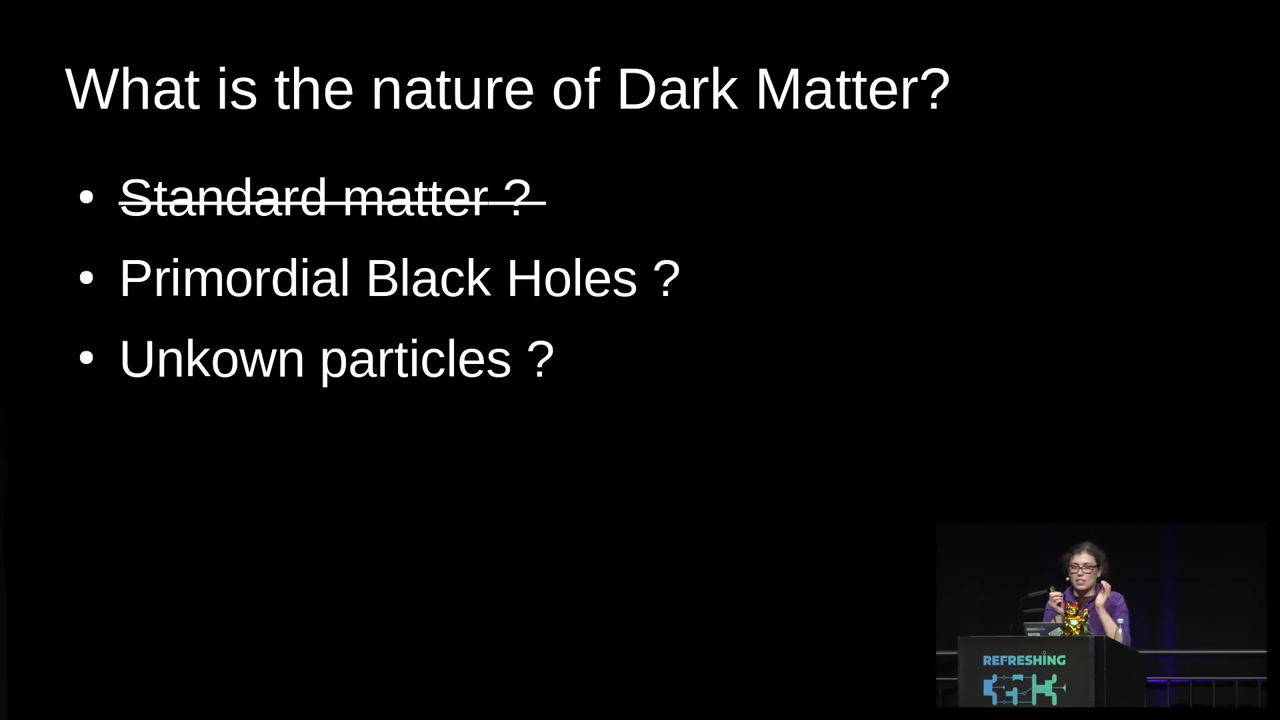 What is the nature of Dark Matter?
• Standard matter ?
• Primordial Black Holes ?
• Unkown particles ?
REFRESHING